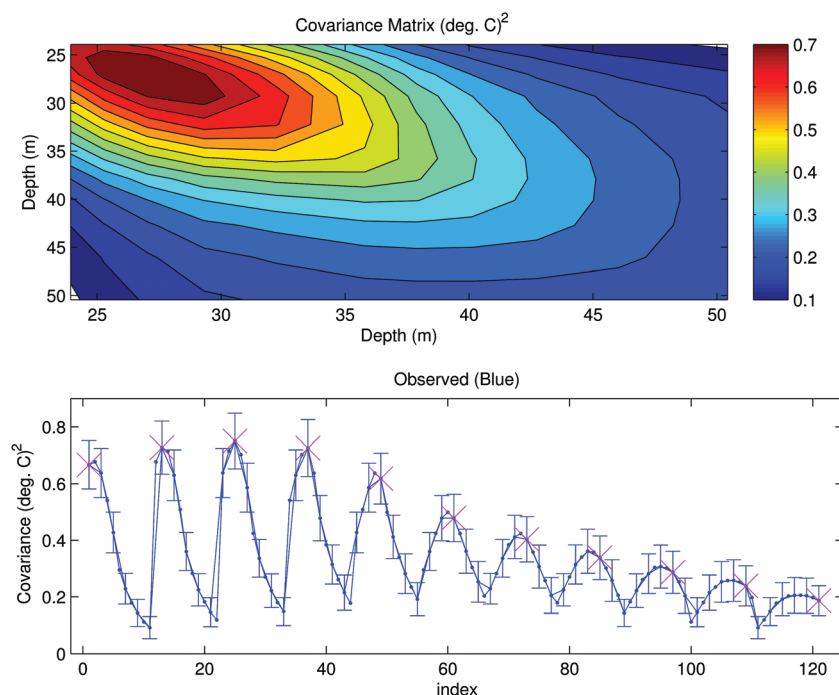 Covariance Matrix (deg. C)²
Depth (m)
25
30
35
40
45
50
25 30 35 40 45 50
Depth (m)
0.7
0.6
0.5
0.4
0.3
0.2
0.1
Observed (Blue)
Covariance (deg. C)²
0.8
0.6
0.4
0.2
0
0 20 40 60 80 100 120
index